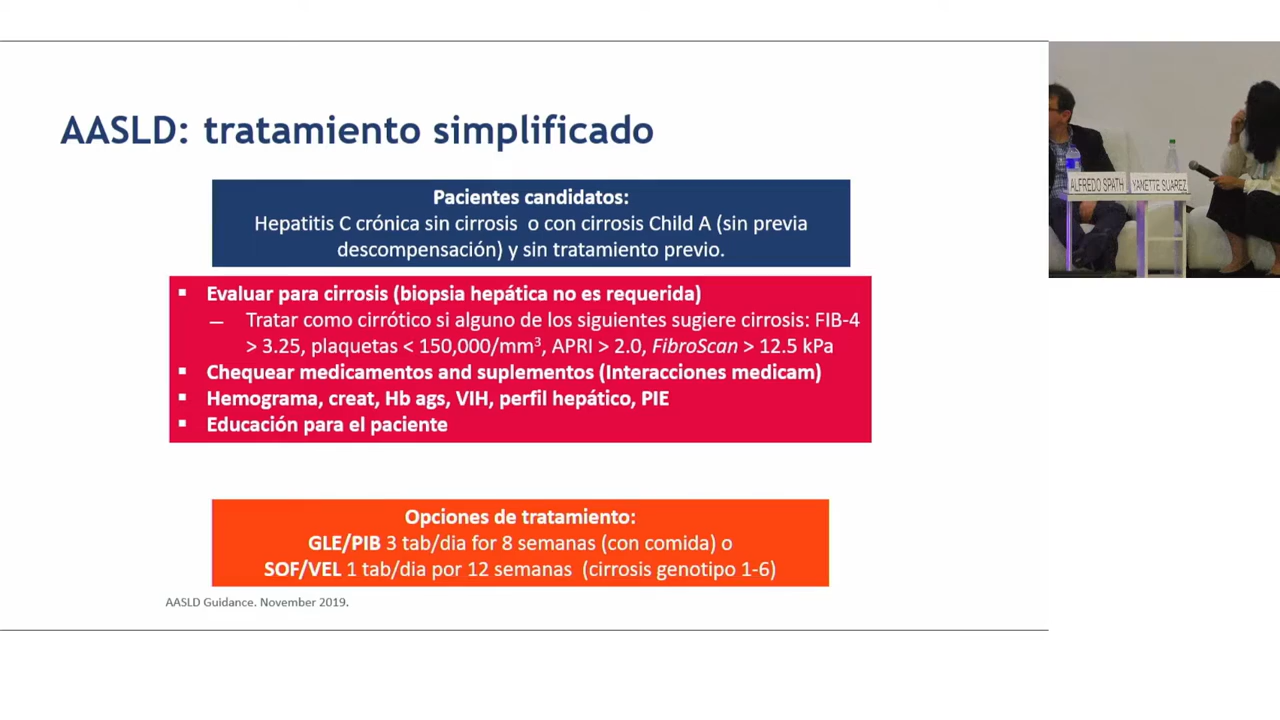 AASLD: tratamiento simplificado
Pacientes candidatos:
Hepatitis C crónica sin cirrosis o con cirrosis Child A (sin previa
descompensación) y sin tratamiento previo.
▪ Evaluar para cirrosis (biopsia hepática no es requerida)
– Tratar como cirrótico si alguno de los siguientes sugiere cirrosis: FIB-4
> 3.25, plaquetas < 150,000/mm³, APRI > 2.0, FibroScan > 12.5 kPa
▪ Chequear medicamentos and suplementos (Interacciones medicam)
▪ Hemograma, creat, Hb ags, VIH, perfil hepático, PIE
▪ Educación para el paciente
Opciones de tratamiento:
GLE/PIB 3 tab/dia for 8 semanas (con comida) o
SOF/VEL 1 tab/dia por 12 semanas (cirrosis genotipo 1-6)
AASLD Guidance. November 2019.
ALFREDO SPATH
YANETTE SUAREZ